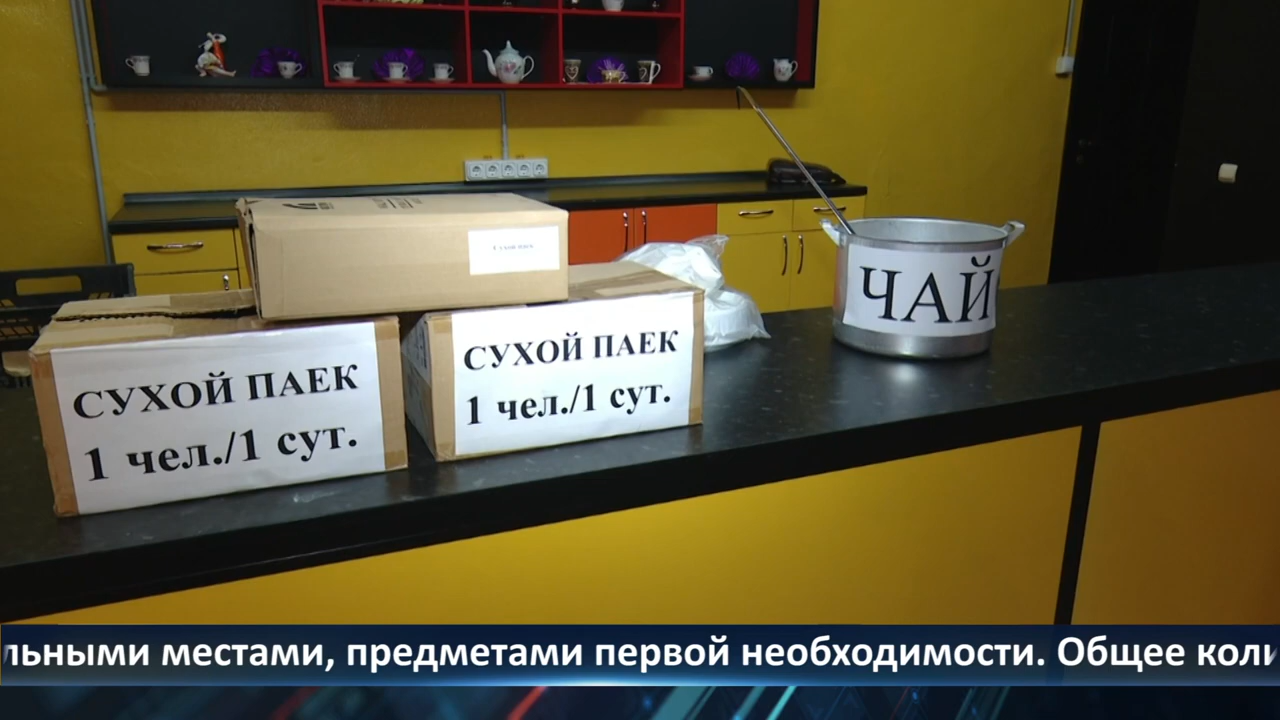 СУХОЙ ПАЕК
1 чел./1 сут.
СУХОЙ ПАЕК
1 чел./1 сут.
ЧАЙ
льными местами, предметами первой необходимости. Общее коли